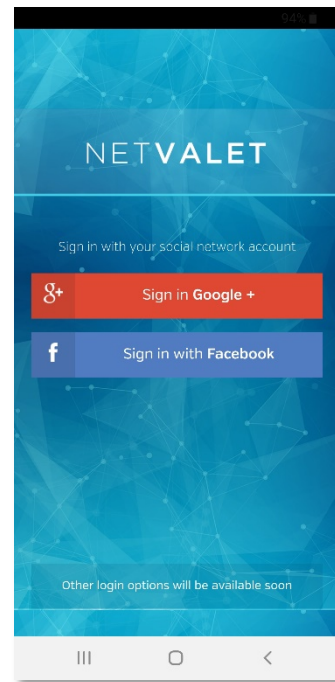 94%
NETVALET
Sign in with your social network account
g+ Sign in Google +
f Sign in with Facebook
Other login options will be available soon